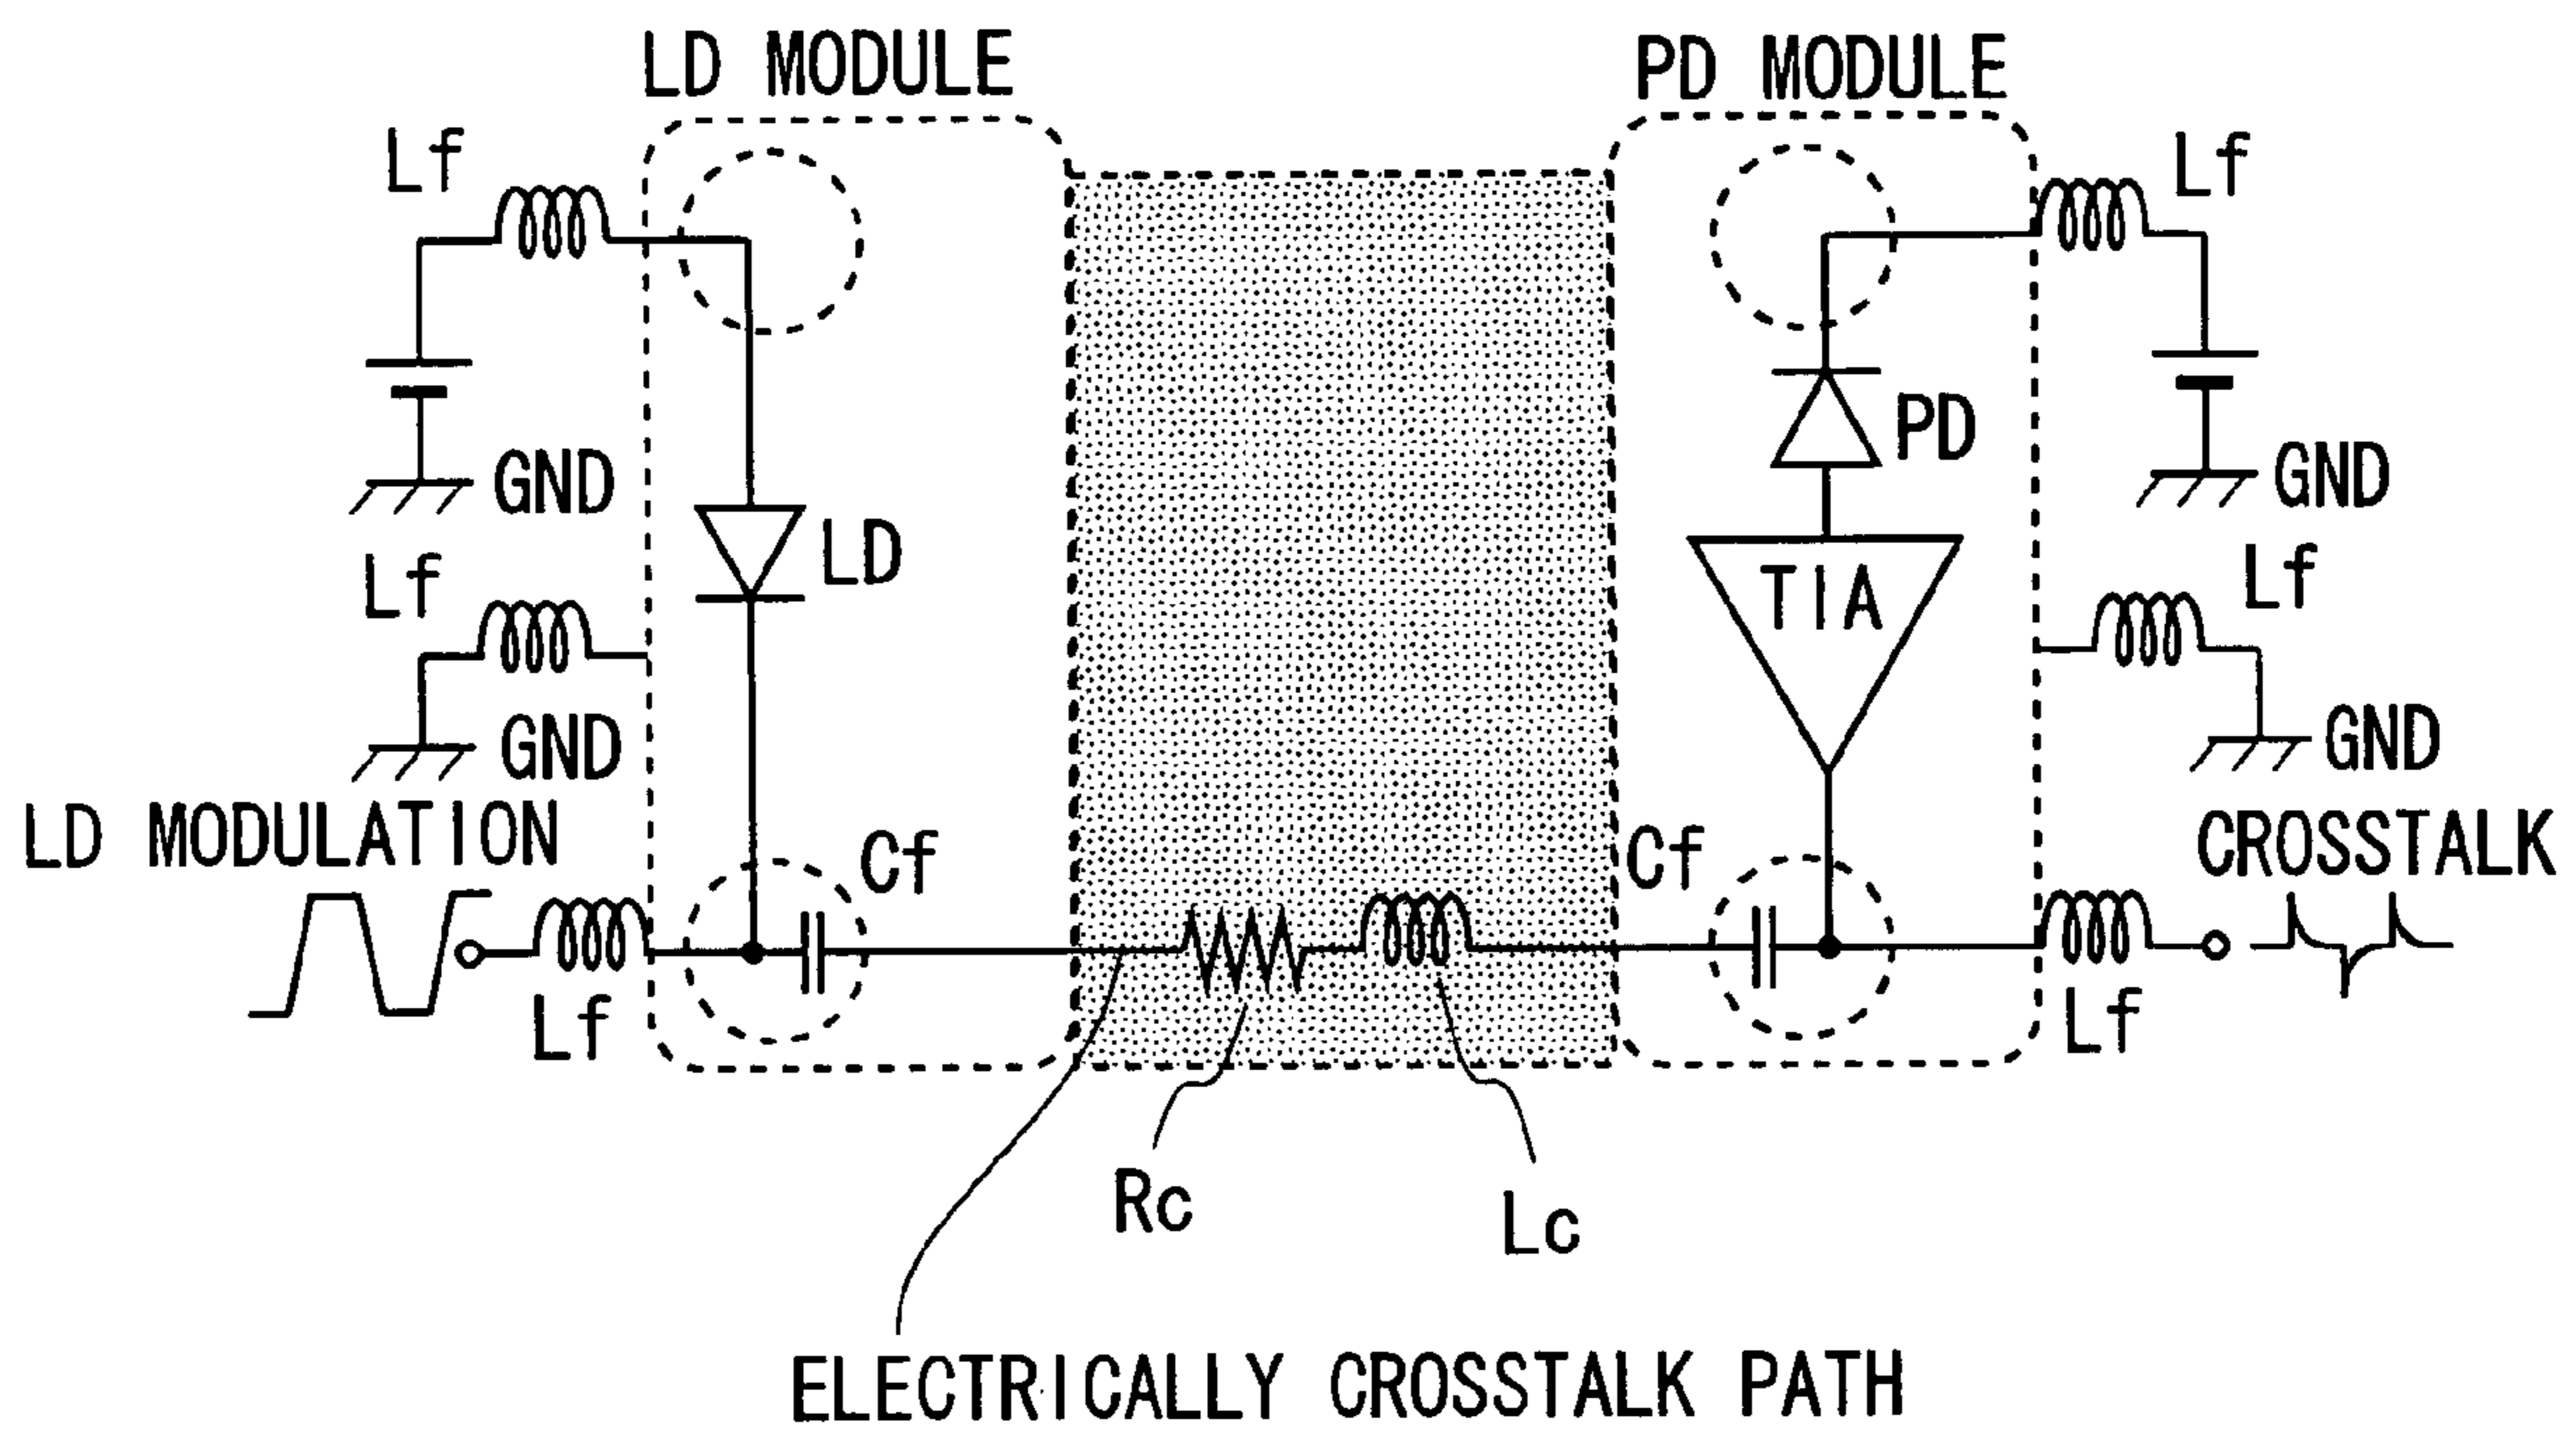 LD MODULE
PD MODULE
Lf
Lf
GND
PD
GND
LD
TIA
Lf
Lf
GND
GND
LD MODULATION
Cf
Cf
CROSSTALK
Lf
Lf
Rc
Lc
ELECTRICALLY CROSSTALK PATH